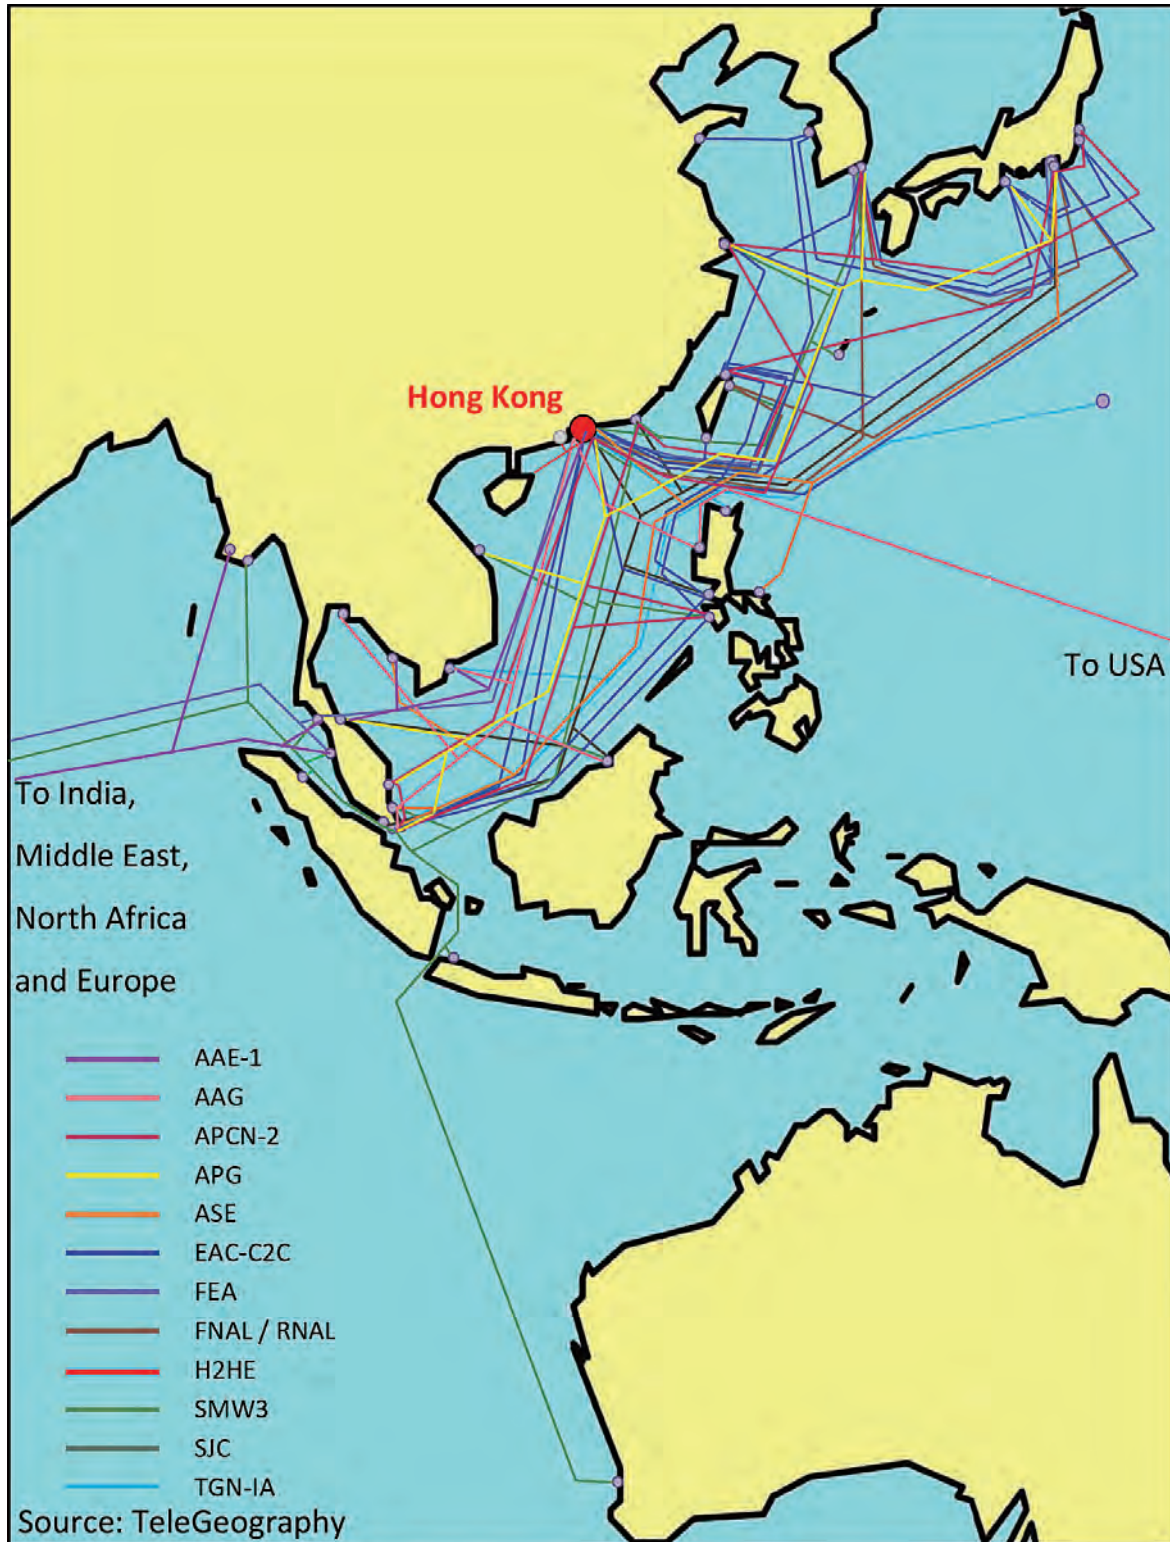 Hong Kong
To USA
To India,
Middle East,
North Africa
and Europe
AAE-1
AAG
APCN-2
APG
ASE
EAC-C2C
FEA
FNAL / RNAL
H2HE
SMW3
SJC
TGN-IA
Source: TeleGeography